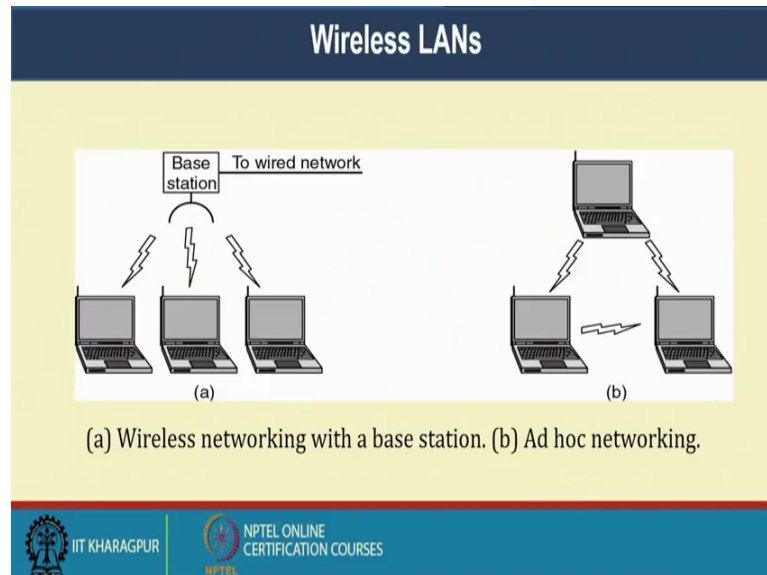 Wireless LANs
Base station
To wired network
(a)
(b)
(a) Wireless networking with a base station. (b) Ad hoc networking.
IIT KHARAGPUR
NPTEL ONLINE
CERTIFICATION COURSES
NPTEL